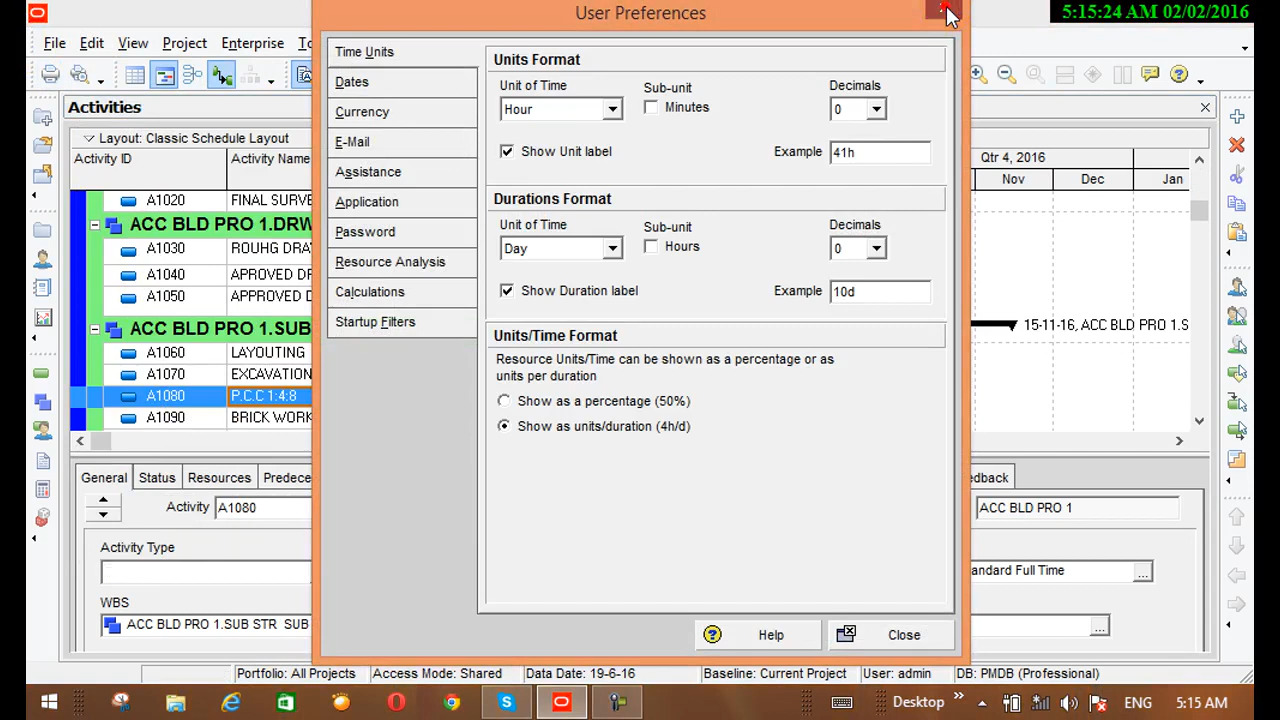 User Preferences
5:15:24 AM 02/02/2016
File Edit View Project Enterprise
Activities
Layout: Classic Schedule Layout
Activity ID Activity Name
A1020 FINAL SURVE
ACC BLD PRO 1.DRW
A1030 ROUHG DRA
A1040 APROVED DR
A1050 APPROVED D
ACC BLD PRO 1.SUB
A1060 LAYOUTING
A1070 EXCAVATION
A1080 P.C.C 1:4:8
A1090 BRICK WORK
Time Units
Dates
Currency
E-Mail
Assistance
Application
Password
Resource Analysis
Calculations
Startup Filters
Units Format
Unit of Time Sub-unit Decimals
Hour Minutes 0
Show Unit label Example 41h
Durations Format
Unit of Time Sub-unit Decimals
Day Hours 0
Show Duration label Example 10d
Units/Time Format
Resource Units/Time can be shown as a percentage or as
units per duration
Show as a percentage (50%)
Show as units/duration (4h/d)
Help Close
Qtr 4, 2016
Nov Dec Jan
15-11-16, ACC BLD PRO 1.S
General Status Resources Predece edback
Activity A1080 ACC BLD PRO 1
Activity Type
andard Full Time
WBS
ACC BLD PRO 1.SUB STR SUB
Portfolio: All Projects Access Mode: Shared Data Date: 19-6-16 Baseline: Current Project User: admin DB: PMDB (Professional)
Desktop ENG 5:15 AM